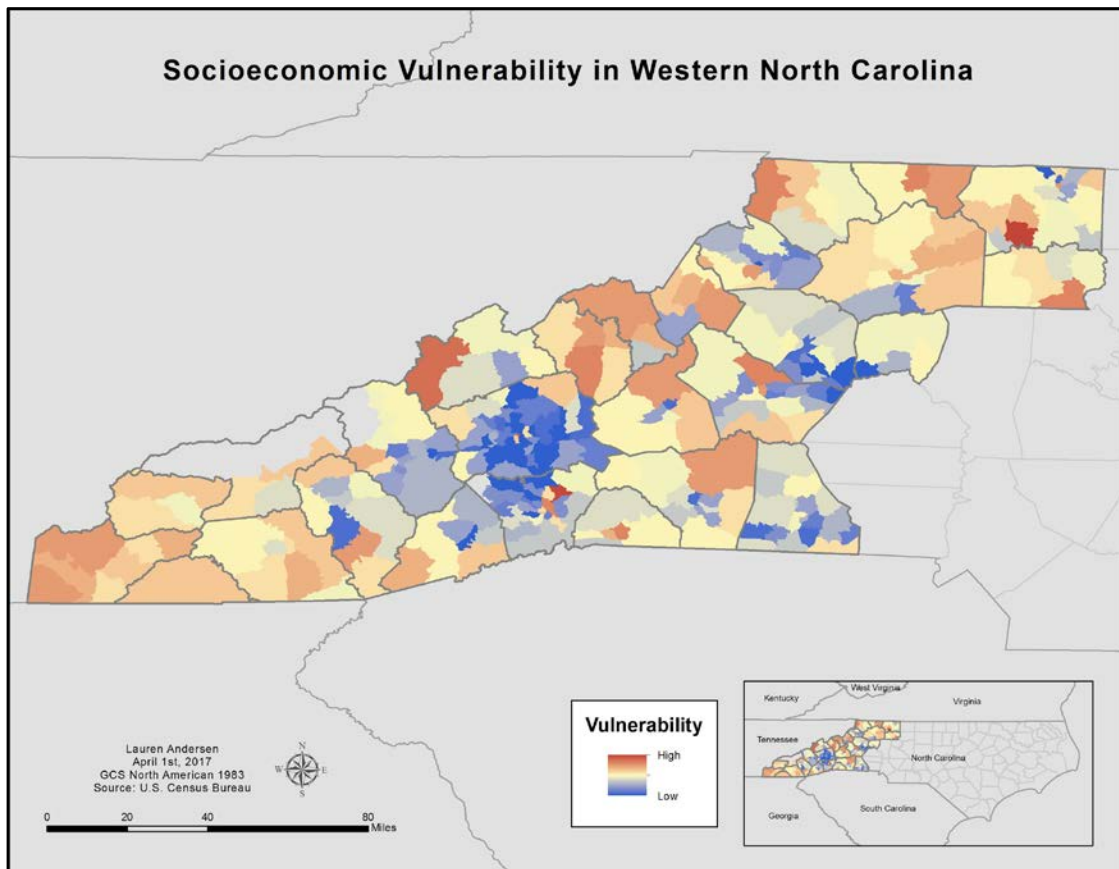 Socioeconomic Vulnerability in Western North Carolina
Lauren Andersen
April 1st, 2017
GCS North American 1983
Source: U.S. Census Bureau
N
W
E
S
0 20 40 80
Miles
Vulnerability
High
Low
Kentucky
West Virginia
Virginia
Tennessee
North Carolina
South Carolina
Georgia